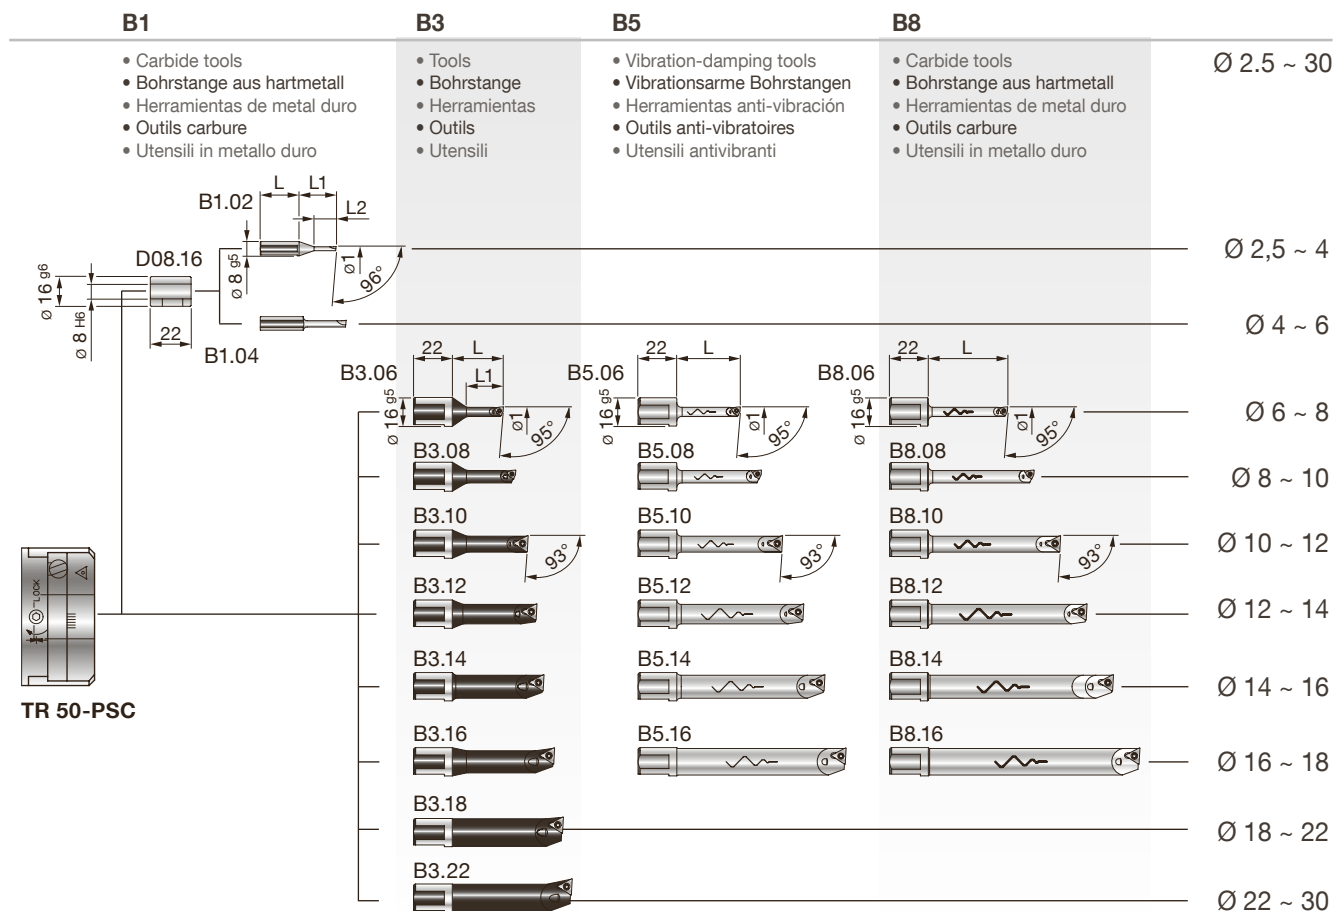 B1 B3 B5 B8
• Carbide tools
• Bohrstange aus hartmetall
• Herramientas de metal duro
• Outils carbure
• Utensili in metallo duro
• Tools
• Bohrstange
• Herramientas
• Outils
• Utensili
• Vibration-damping tools
• Vibrationsarme Bohrstangen
• Herramientas anti-vibración
• Outils anti-vibratoires
• Utensili antivibranti
• Carbide tools
• Bohrstange aus hartmetall
• Herramientas de metal duro
• Outils carbure
• Utensili in metallo duro
Ø 2.5 ~ 30
L L1
B1.02 L2
D08.16
Ø 16 g6
Ø 8 H6
22
Ø 8 g5
Ø1
96°
Ø 2,5 ~ 4
B1.04
Ø 4 ~ 6
22 L
L1
B3.06
Ø 16 g5
Ø1
95°
22 L
B5.06
Ø 16 g5
Ø1
95°
22 L
B8.06
Ø 16 g5
Ø1
95°
Ø 6 ~ 8
B3.08 B5.08 B8.08
Ø 8 ~ 10
B3.10 B5.10 B8.10
93° 93° 93°
Ø 10 ~ 12
LOCK
TR 50-PSC
B3.12 B5.12 B8.12
Ø 12 ~ 14
B3.14 B5.14 B8.14
Ø 14 ~ 16
B3.16 B5.16 B8.16
Ø 16 ~ 18
B3.18
Ø 18 ~ 22
B3.22
Ø 22 ~ 30